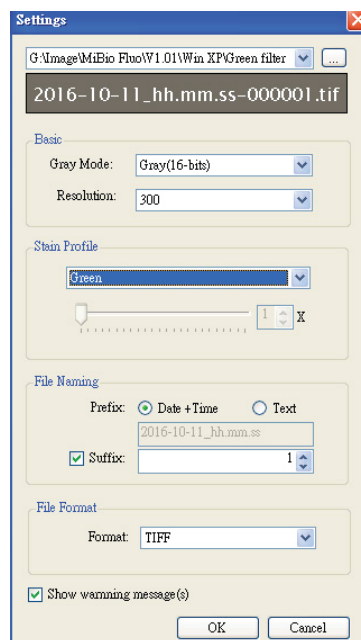 Settings
G:\Image\MiBio Fluo\V1.01\Win XP\Green filter ...
2016-10-11_hh.mm.ss-000001.tif
Basic
Gray Mode: Gray(16-bits)
Resolution: 300
Stain Profile
Green
1 X
File Naming
Prefix: Date +Time Text
2016-10-11_hh.mm.ss
Suffix: 1
File Format
Format: TIFF
Show warnning message(s)
OK Cancel